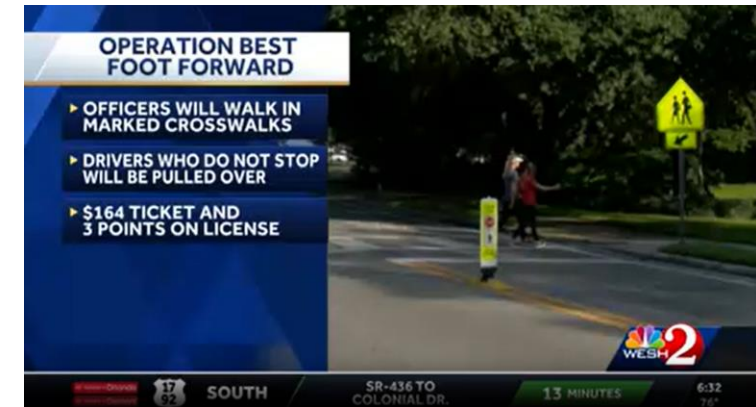 OPERATION BEST
FOOT FORWARD
OFFICERS WILL WALK IN
MARKED CROSSWALKS
DRIVERS WHO DO NOT STOP
WILL BE PULLED OVER
$164 TICKET AND
3 POINTS ON LICENSE
WESH 2
17
92
SOUTH
SR-436 TO
COLONIAL DR.
13 MINUTES
6:32
76°